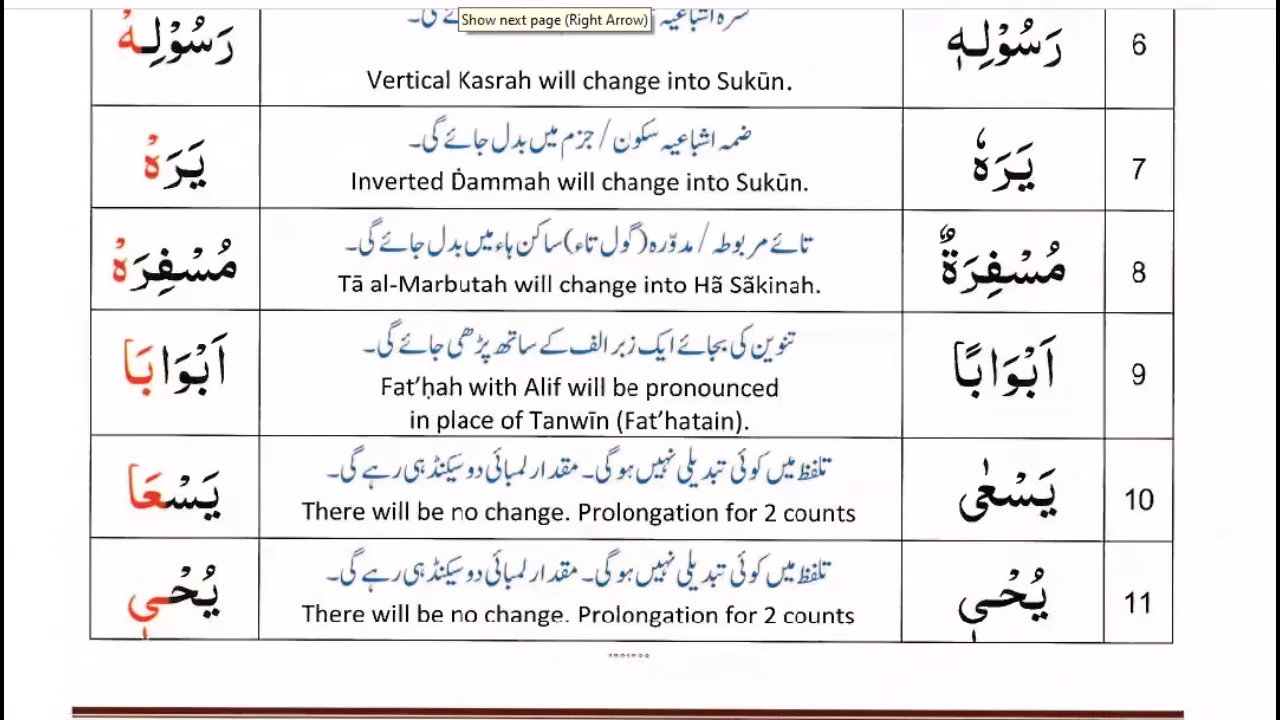 Show next page (Right Arrow)
6 رَسُوْلِهٖ
Vertical Kasrah will change into Sukūn.
رَسُوْلِهْ
7 يَرَهٗ
ضمہ اشباعیہ سکون / جزم میں بدل جائے گی۔
Inverted Ḋammah will change into Sukūn.
يَرَهْ
8 مُسْفِرَةٌ
تائے مربوطہ / مدوّرہ (گول تاء) ساکن ہاء میں بدل جائے گی۔
Tā al-Marbutah will change into Hã Sãkinah.
مُسْفِرَهْ
9 اَبْوَابًا
تنوین کی بجائے ایک زبر الف کے ساتھ پڑھی جائے گی۔
Fat’ḥah with Alif will be pronounced
in place of Tanwīn (Fat’hatain).
اَبْوَابَا
10 يَسْعٰى
تلفظ میں کوئی تبدیلی نہیں ہوگی۔ مقدار لمبائی دو سیکنڈ ہی رہے گی۔
There will be no change. Prolongation for 2 counts
يَسْعَا
11 يُحْىٖ
تلفظ میں کوئی تبدیلی نہیں ہوگی۔ مقدار لمبائی دو سیکنڈ ہی رہے گی۔
There will be no change. Prolongation for 2 counts
يُحْىٖ